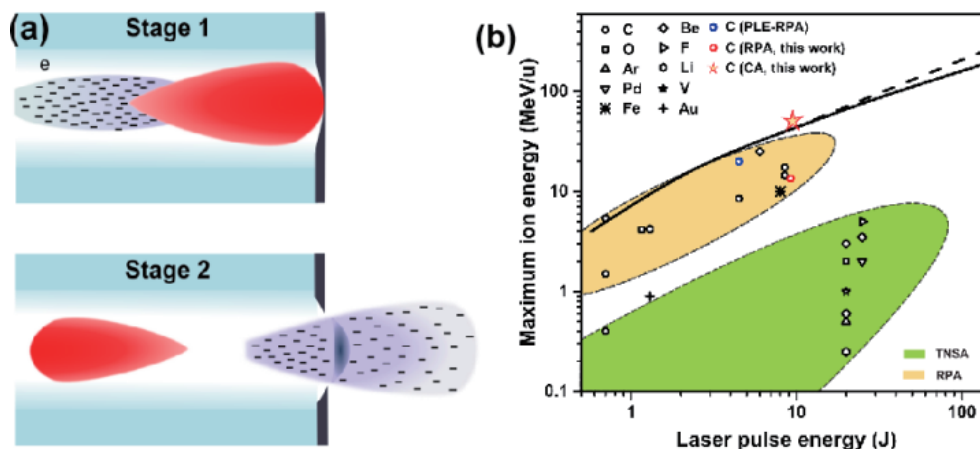 (a)
Stage 1
e
Stage 2
(b)
C
O
Ar
Pd
Fe
Be
F
Li
V
Au
C (PLE-RPA)
C (RPA, this work)
C (CA, this work)
Maximum ion energy (MeV/u)
100
10
1
0.1
TNSA
RPA
1
10
100
Laser pulse energy (J)